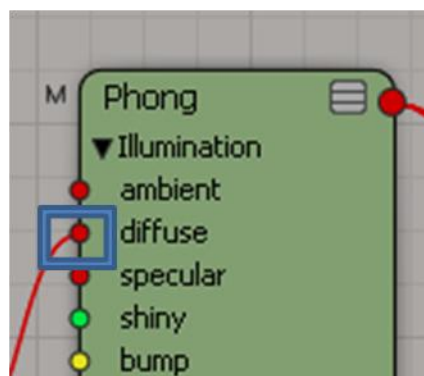 M Phong
Illumination
ambient
diffuse
specular
shiny
bump